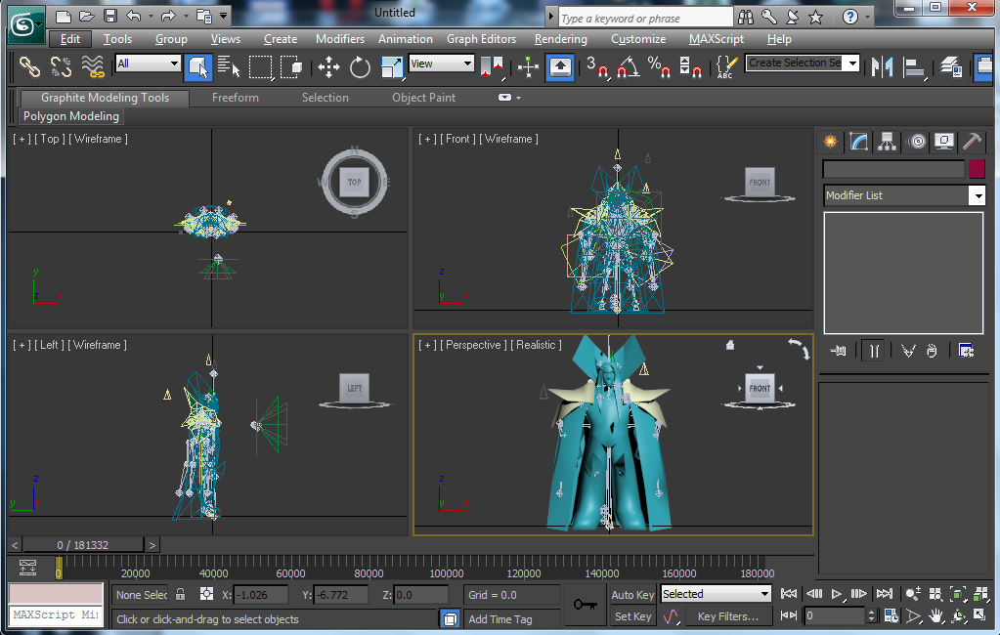 Untitled
Type a keyword or phrase
Edit Tools Group Views Create Modifiers Animation Graph Editors Rendering Customize MAXScript Help
All View 3 % ABC Create Selection Se
Graphite Modeling Tools Freeform Selection Object Paint
Polygon Modeling
[ + ] [ Top ] [ Wireframe ]
N
W TOP E
S
y
z x
[ + ] [ Front ] [ Wireframe ]
FRONT
z
y x
Modifier List
[ + ] [ Left ] [ Wireframe ]
LEFT
z
y x
[ + ] [ Perspective ] [ Realistic ]
FRONT
z
y x
< 0 / 181332 >
0 20000 40000 60000 80000 100000 120000 140000 160000 180000
None Selec X: -1.026 Y: -6.772 Z: 0.0 Grid = 0.0 Auto Key Selected
MAXScript Mi
Click or click-and-drag to select objects Add Time Tag Set Key Key Filters... 0